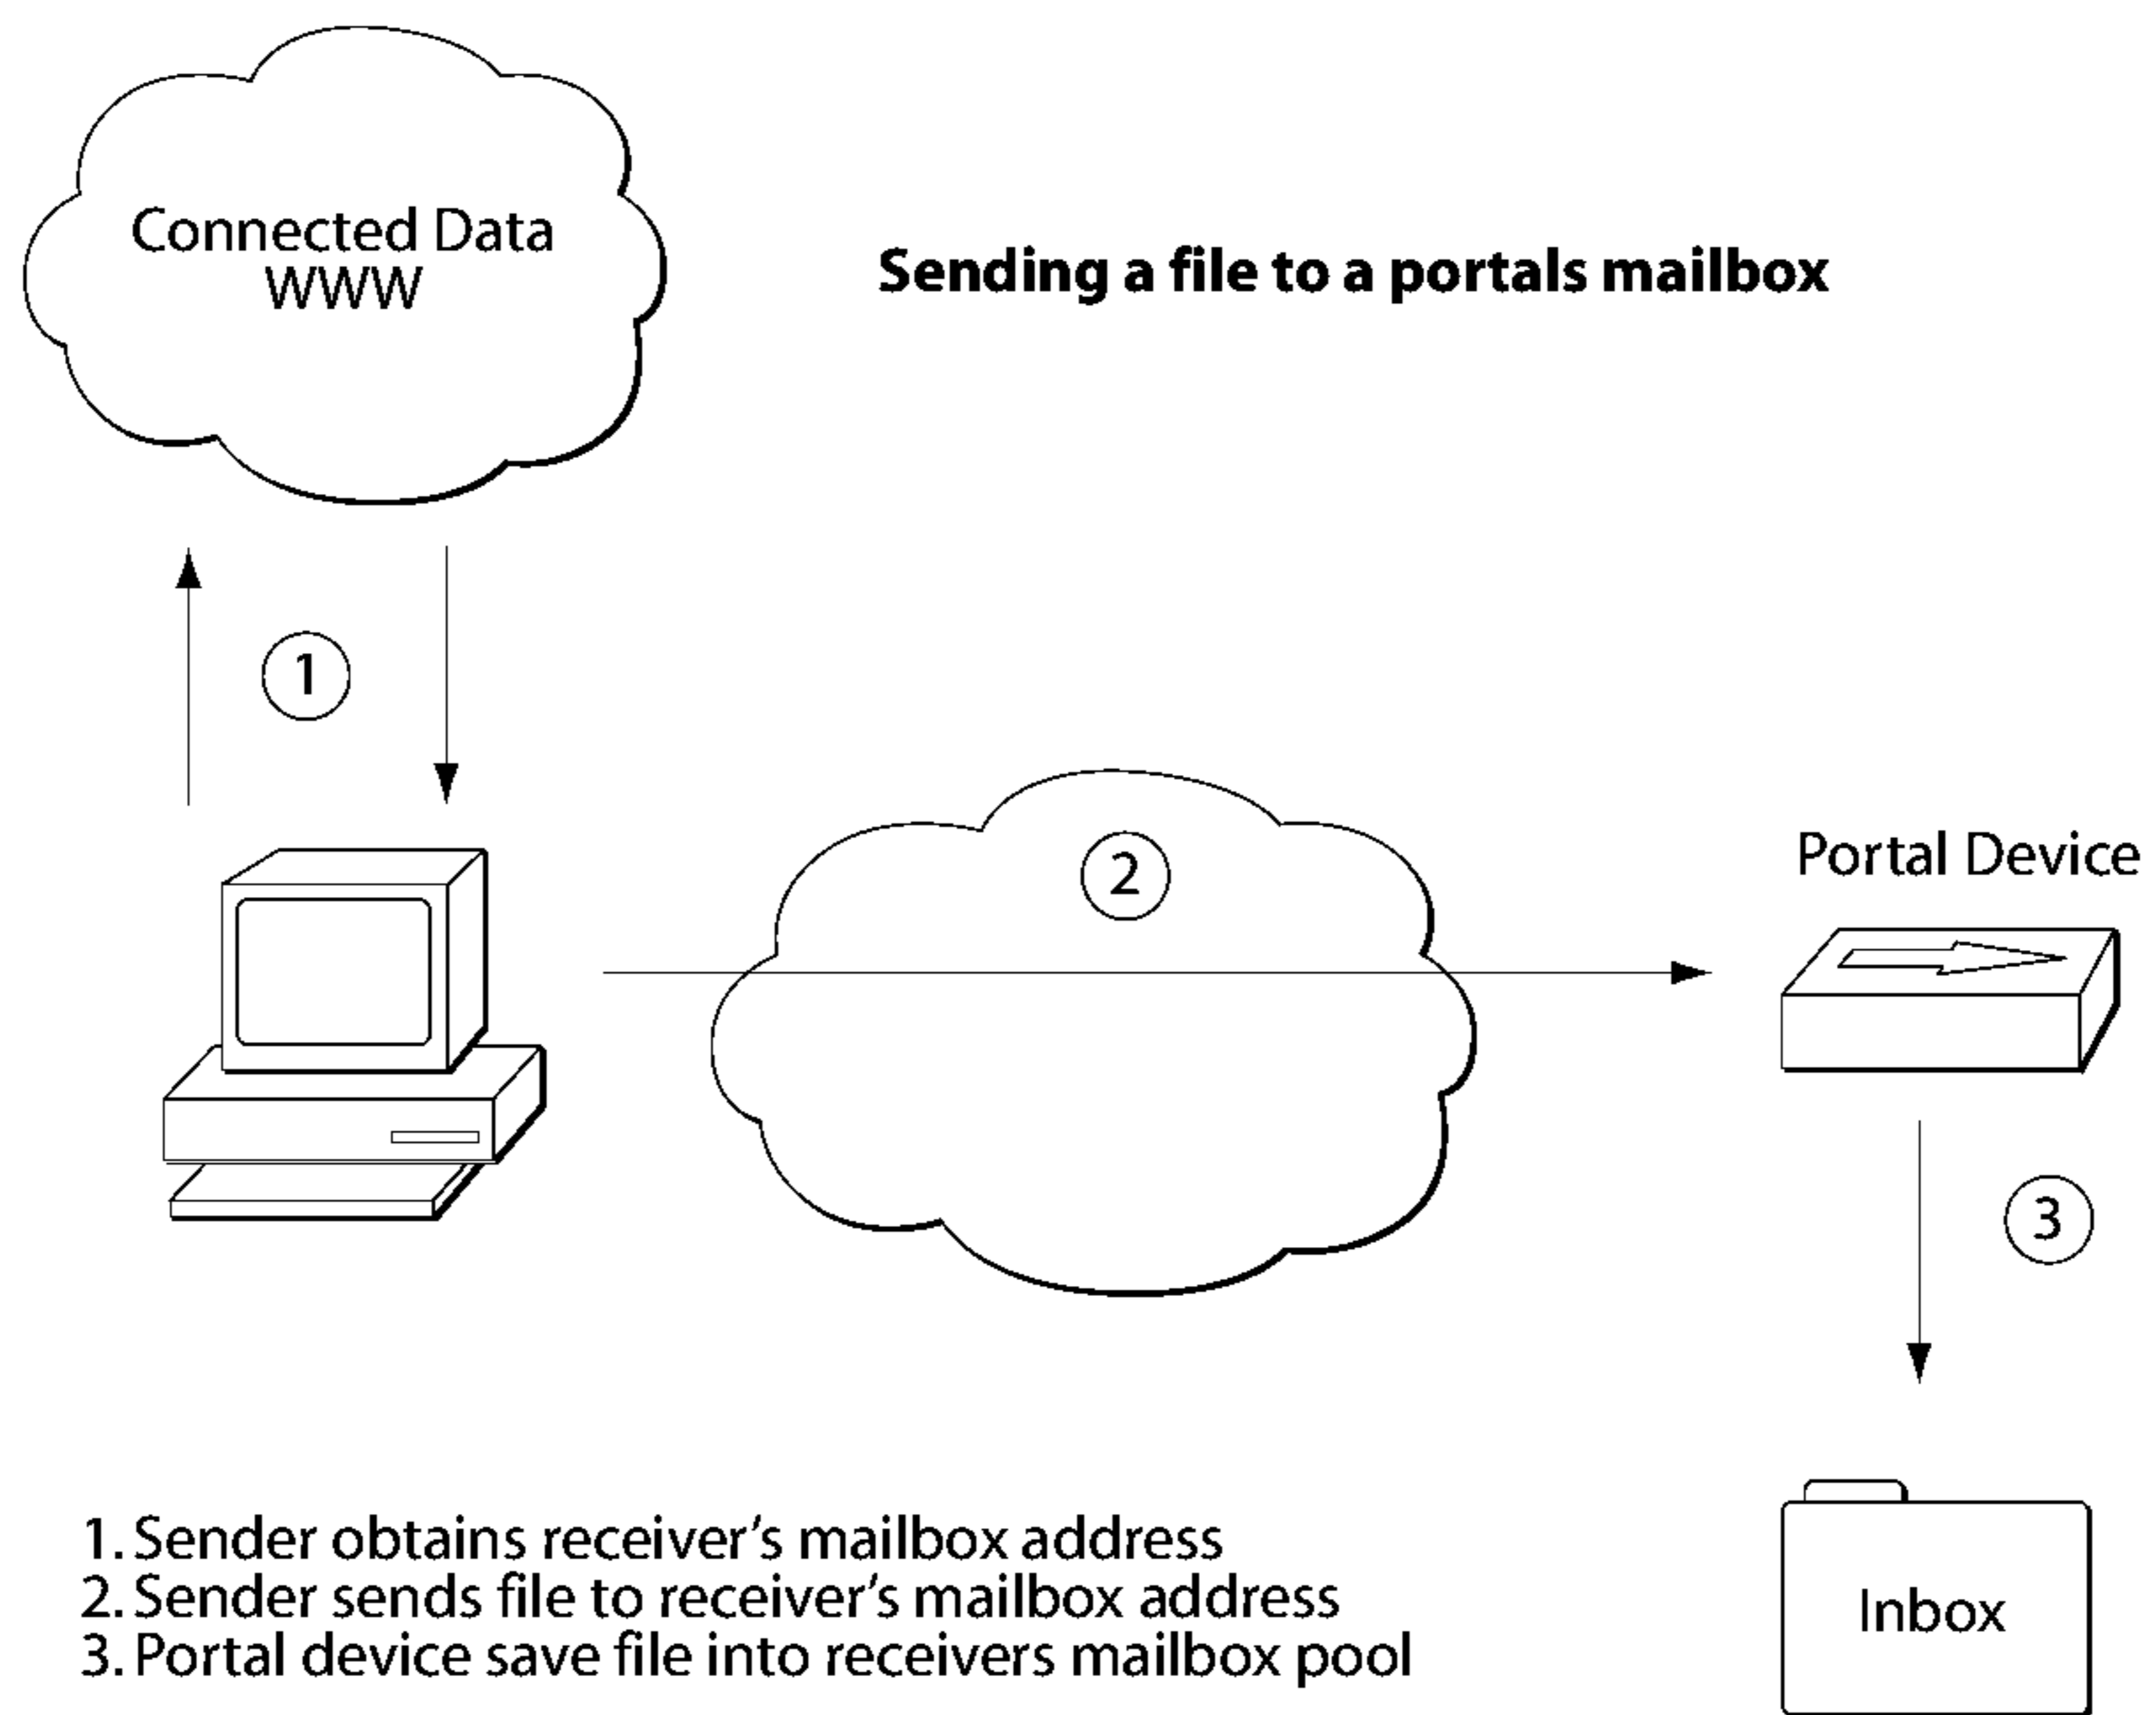 Connected Data
WWW
Sending a file to a portals mailbox
1
2
Portal Device
3
1. Sender obtains receiver's mailbox address
2. Sender sends file to receiver's mailbox address
3. Portal device save file into receivers mailbox pool
Inbox